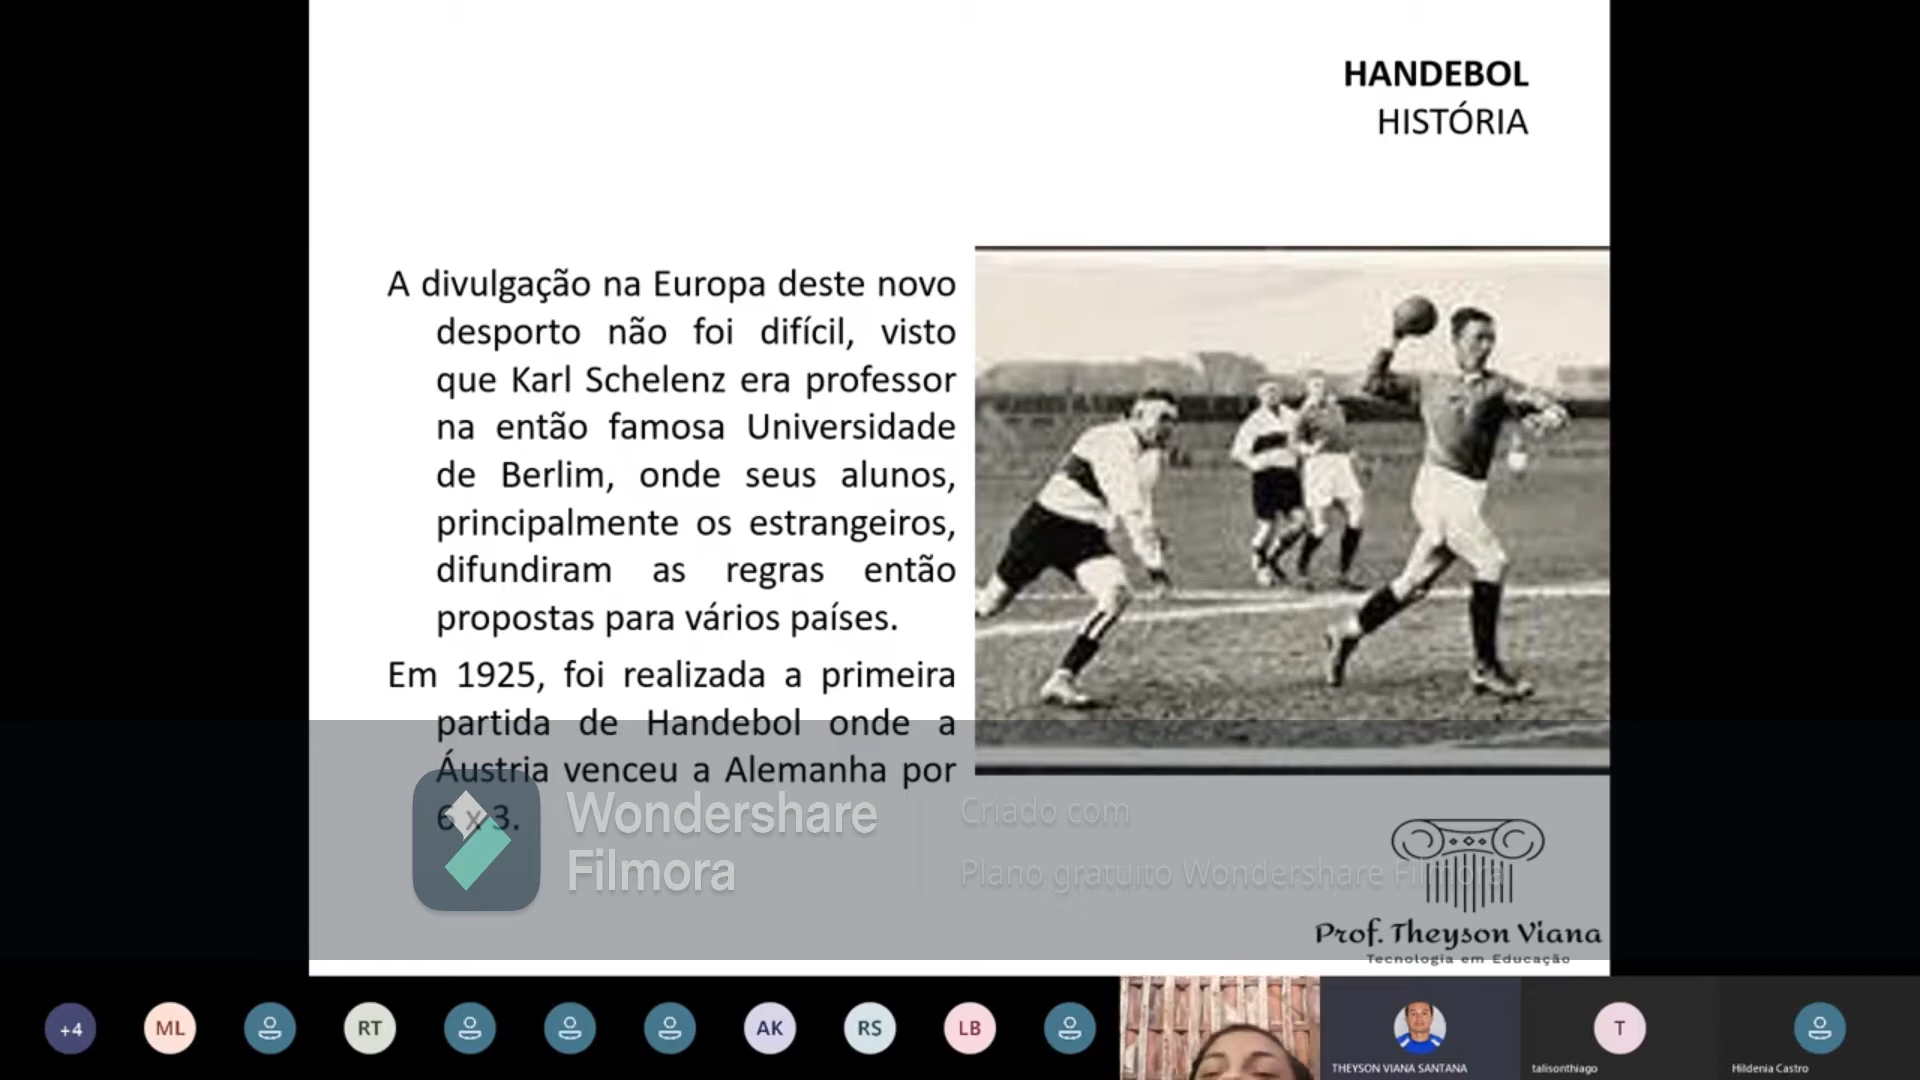 HANDEBOL
HISTÓRIA
A divulgação na Europa deste novo
desporto não foi difícil, visto
que Karl Schelenz era professor
na então famosa Universidade
de Berlim, onde seus alunos,
principalmente os estrangeiros,
difundiram as regras então
propostas para vários países.
Em 1925, foi realizada a primeira
partida de Handebol onde a
Áustria venceu a Alemanha por
6 x 3.
Wondershare
Filmora
Criado com
Plano gratuito Wondershare Filmora
Prof. Theyson Viana
Tecnologia em Educação
+4
ML
RT
AK
RS
LB
T
THEYSON VIANA SANTANA
talisonthiago
Hildenia Castro